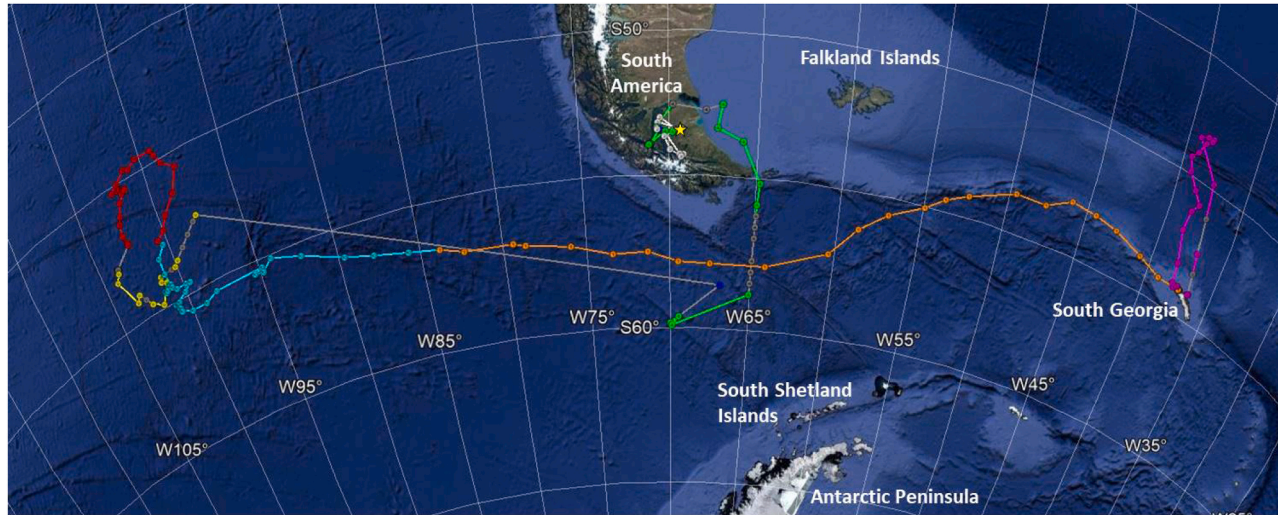 S50°
South
America
Falkland Islands
South Georgia
W75°
S60°
W65°
W85°
W55°
W95°
South Shetland
Islands
W45°
W105°
W35°
Antarctic Peninsula